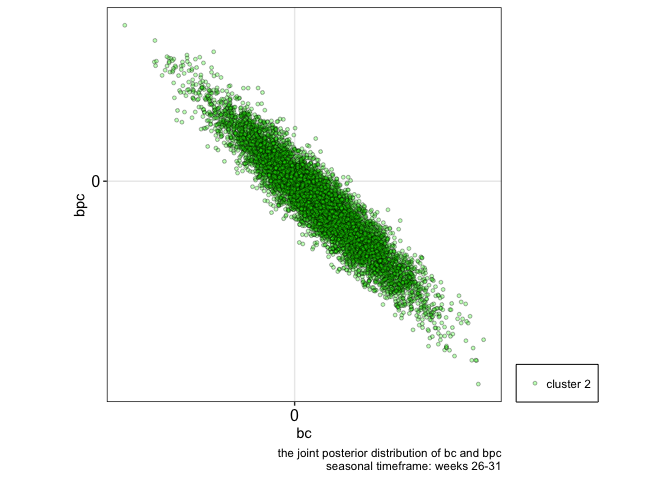 bpc
0
0
bc
cluster 2
the joint posterior distribution of bc and bpc
seasonal timeframe: weeks 26-31